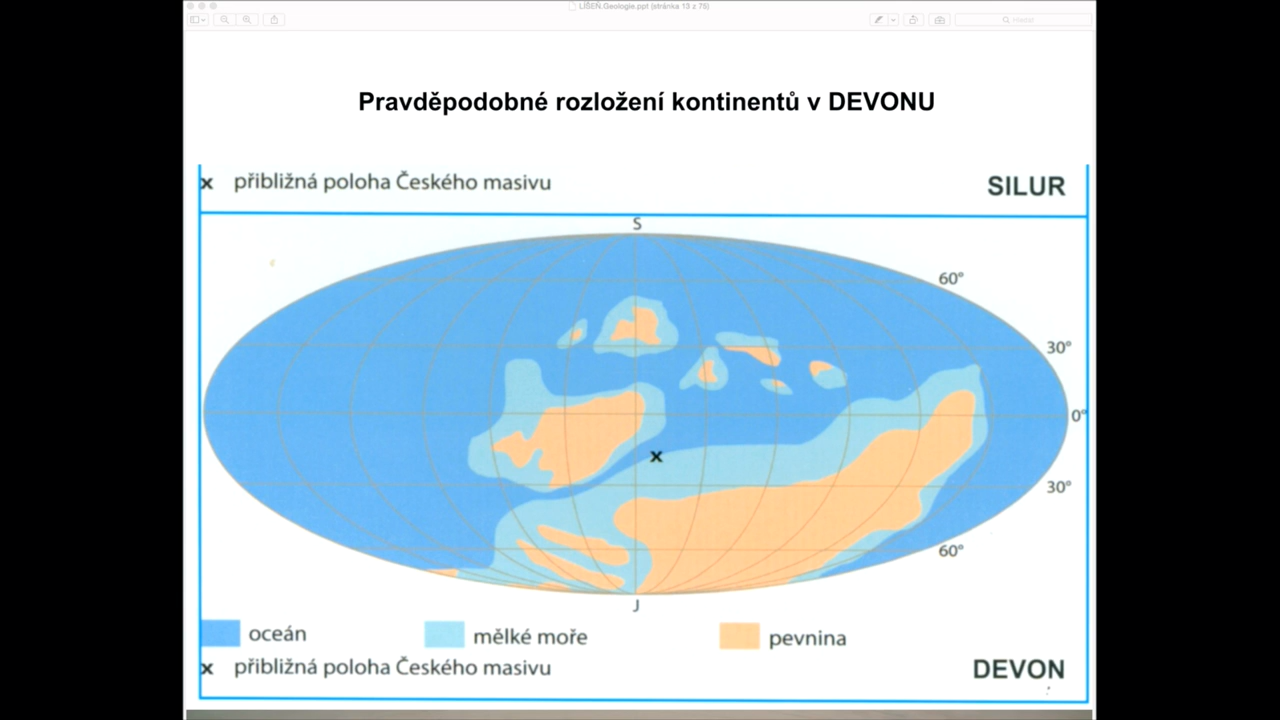 LÍŠEŇ.Geologie.ppt (stránka 13 z 75)
Hledat
Pravděpodobné rozložení kontinentů v DEVONU
x přibližná poloha Českého masivu SILUR
S
60°
30°
0°
x
30°
60°
J
oceán mělké moře pevnina
x přibližná poloha Českého masivu DEVON